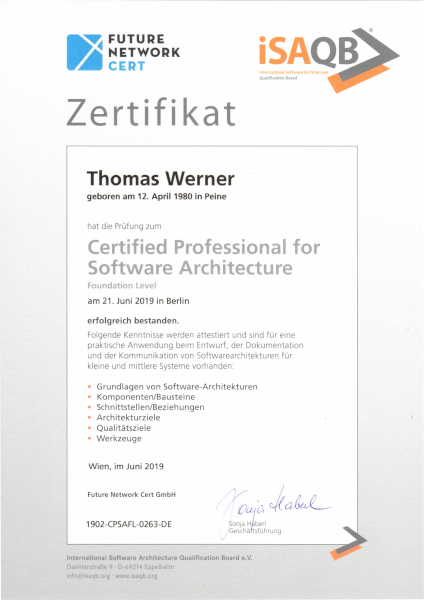 FUTURE
NETWORK
CERT
iSAQB
International Software Architecture
Qualification Board
Zertifikat
Thomas Werner
geboren am 12. April 1980 in Peine
hat die Prüfung zum
Certified Professional for
Software Architecture
Foundation Level
am 21. Juni 2019 in Berlin
erfolgreich bestanden.
Folgende Kenntnisse werden attestiert und sind für eine
praktische Anwendung beim Entwurf, der Dokumentation
und der Kommunikation von Softwarearchitekturen für
kleine und mittlere Systeme vorhanden:
• Grundlagen von Software-Architekturen
• Komponenten/Bausteine
• Schnittstellen/Beziehungen
• Architekturziele
• Qualitätsziele
• Werkzeuge
Wien, im Juni 2019
Future Network Cert GmbH
Sonja Haberl
1902-CPSAFL-0263-DE
Sonja Haberl
Geschäftsführung
International Software Architecture Qualification Board e.V.
Daimlerstraße 9 · D-69214 Eppelheim
info@isaqb.org · www.isaqb.org